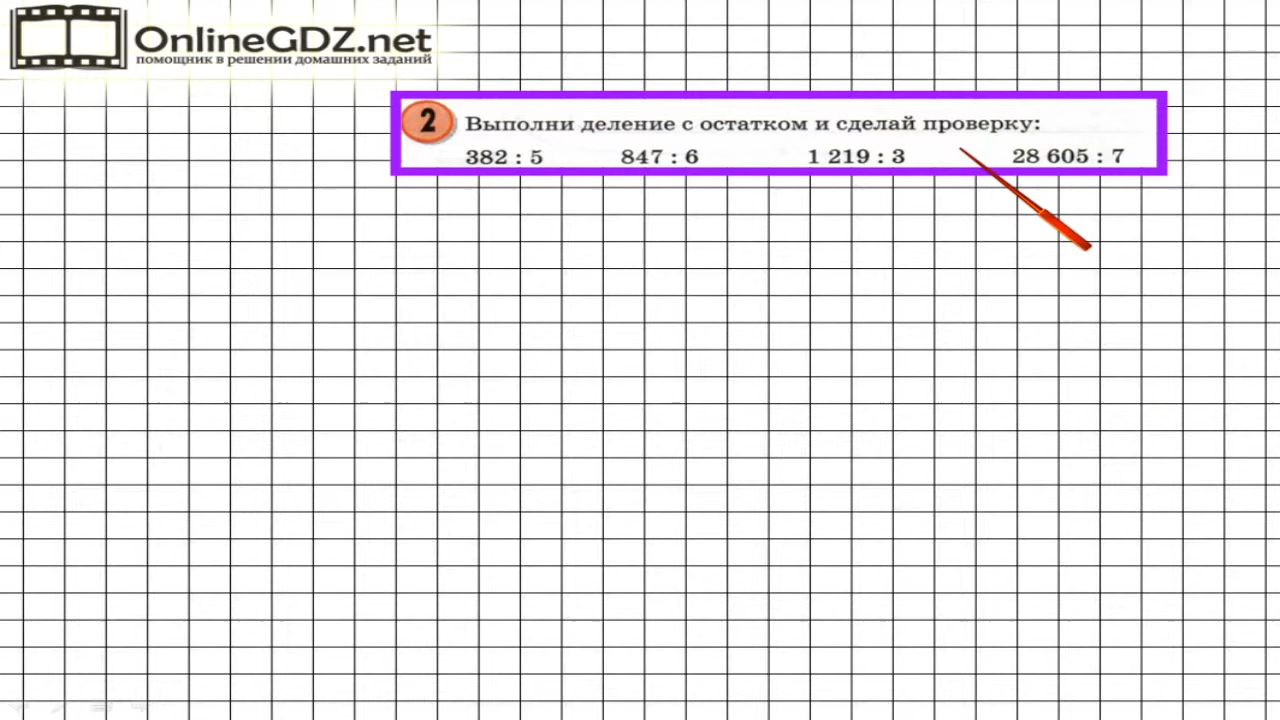 OnlineGDZ.net
помощник в решении домашних заданий
2 Выполни деление с остатком и сделай проверку:
382 : 5 847 : 6 1 219 : 3 28 605 : 7